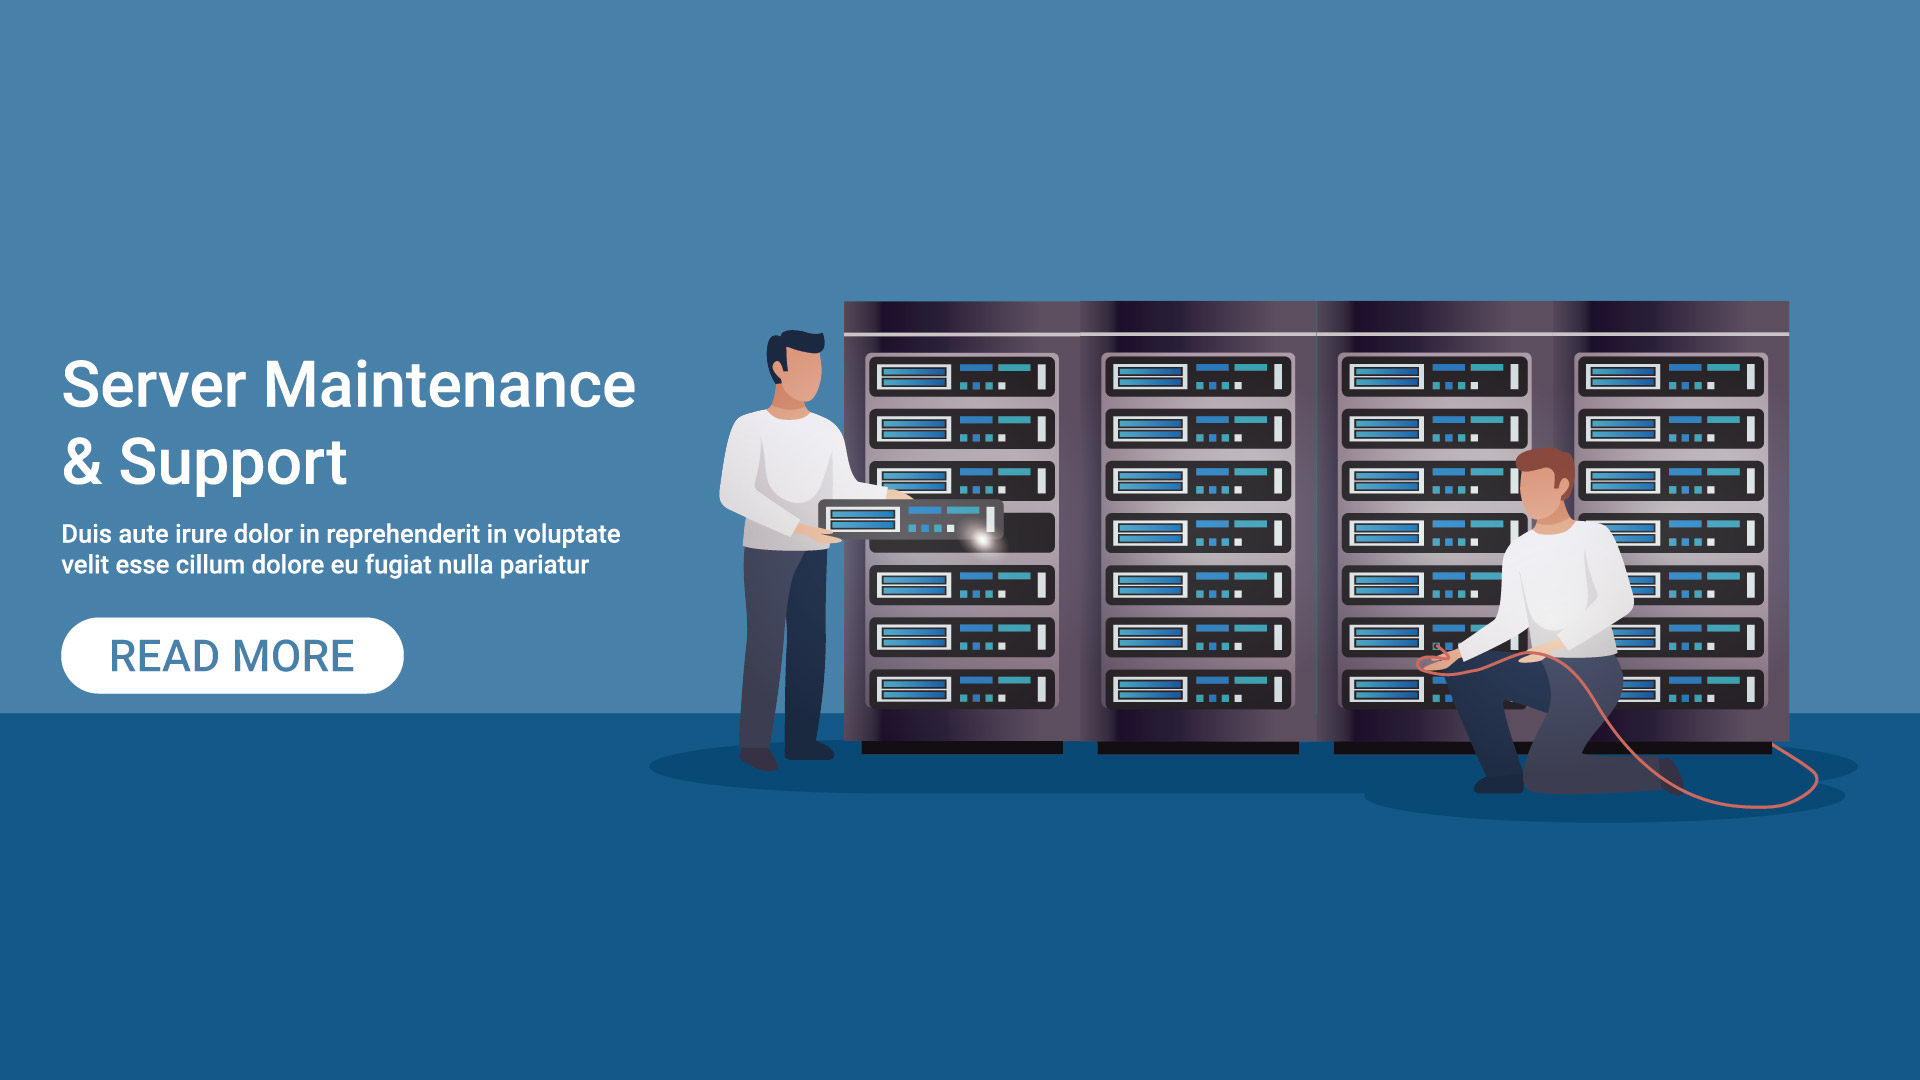 Server Maintenance
& Support
Duis aute irure dolor in reprehenderit in voluptate
velit esse cillum dolore eu fugiat nulla pariatur
READ MORE